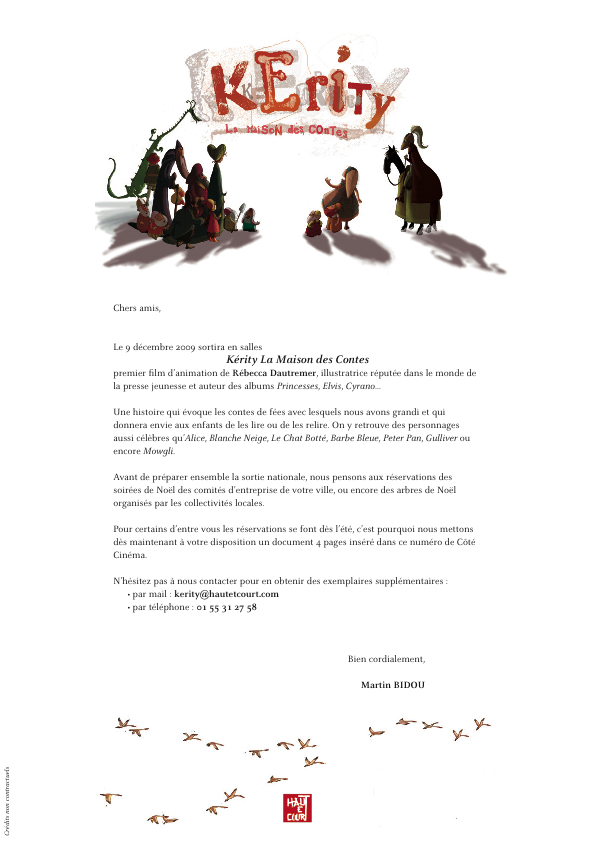 KÉriTy
La MaiSoN des CoNTes
Chers amis,
Le 9 décembre 2009 sortira en salles
Kérity La Maison des Contes
premier film d'animation de Rébecca Dautremer, illustratrice réputée dans le monde de
la presse jeunesse et auteur des albums Princesses, Elvis, Cyrano...
Une histoire qui évoque les contes de fées avec lesquels nous avons grandi et qui
donnera envie aux enfants de les lire ou de les relire. On y retrouve des personnages
aussi célèbres qu'Alice, Blanche Neige, Le Chat Botté, Barbe Bleue, Peter Pan, Gulliver ou
encore Mowgli.
Avant de préparer ensemble la sortie nationale, nous pensons aux réservations des
soirées de Noël des comités d'entreprise de votre ville, ou encore des arbres de Noël
organisés par les collectivités locales.
Pour certains d'entre vous les réservations se font dès l'été, c'est pourquoi nous mettons
dès maintenant à votre disposition un document 4 pages inséré dans ce numéro de Côté
Cinéma.
N'hésitez pas à nous contacter pour en obtenir des exemplaires supplémentaires :
• par mail : kerity@hautetcourt.com
• par téléphone : 01 55 31 27 58
Bien cordialement,
Martin BIDOU
HAUT
ET
COURT
Crédits non contractuels